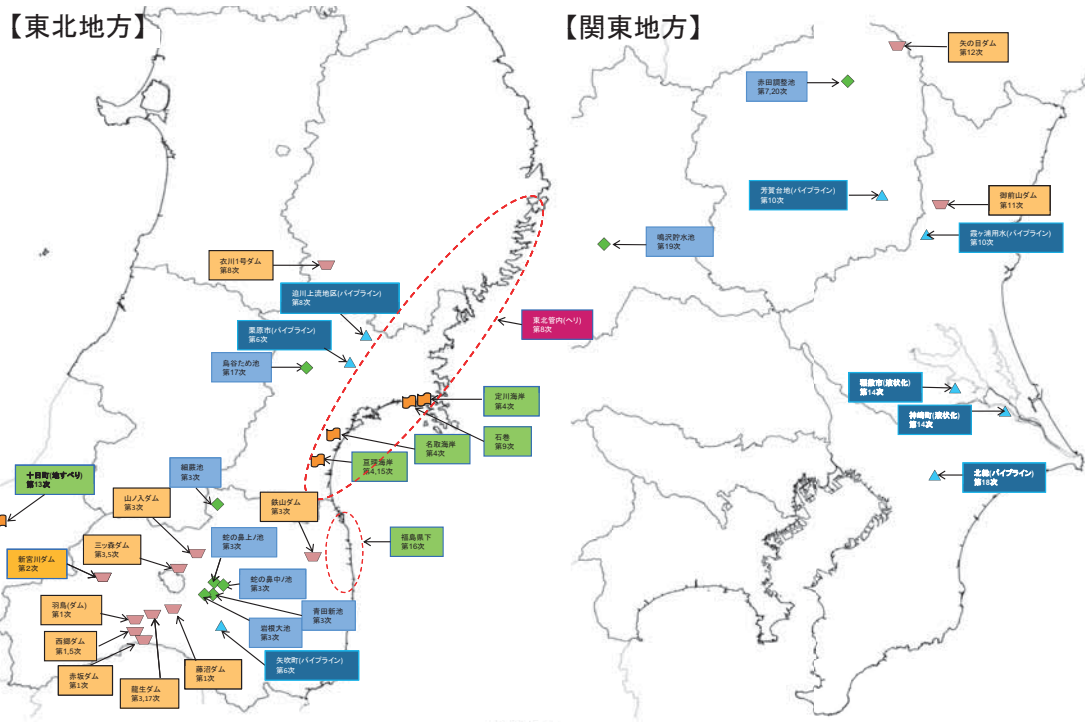 【東北地方】
衣川1号ダム
第8次
迫川上流地区(パイプライン)
第8次
栗原市(パイプライン)
第6次
鳥谷ため池
第17次
東北管内(ヘリ)
第8次
定川海岸
第4次
石巻
第9次
名取海岸
第4次
亘理海岸
第4,15次
十日町(地すべり)
第13次
細蕨池
第3次
山ノ入ダム
第3次
鉄山ダム
第3次
福島県下
第16次
蛇の鼻上ノ池
第3次
三ッ森ダム
第3,5次
新宮川ダム
第2次
蛇の鼻中ノ池
第3次
青田新池
第3次
羽鳥(ダム)
第1次
岩根大池
第3次
西郷ダム
第1,5次
矢吹町(パイプライン)
第6次
藤沼ダム
第1次
赤坂ダム
第1次
龍生ダム
第3,17次
【関東地方】
矢の目ダム
第12次
赤田調整池
第7,20次
芳賀台地(パイプライン)
第10次
御前山ダム
第11次
鳴沢貯水池
第19次
霞ヶ浦用水(パイプライン)
第10次
稲敷市(液状化)
第14次
神崎町(液状化)
第14次
北総(パイプライン)
第18次